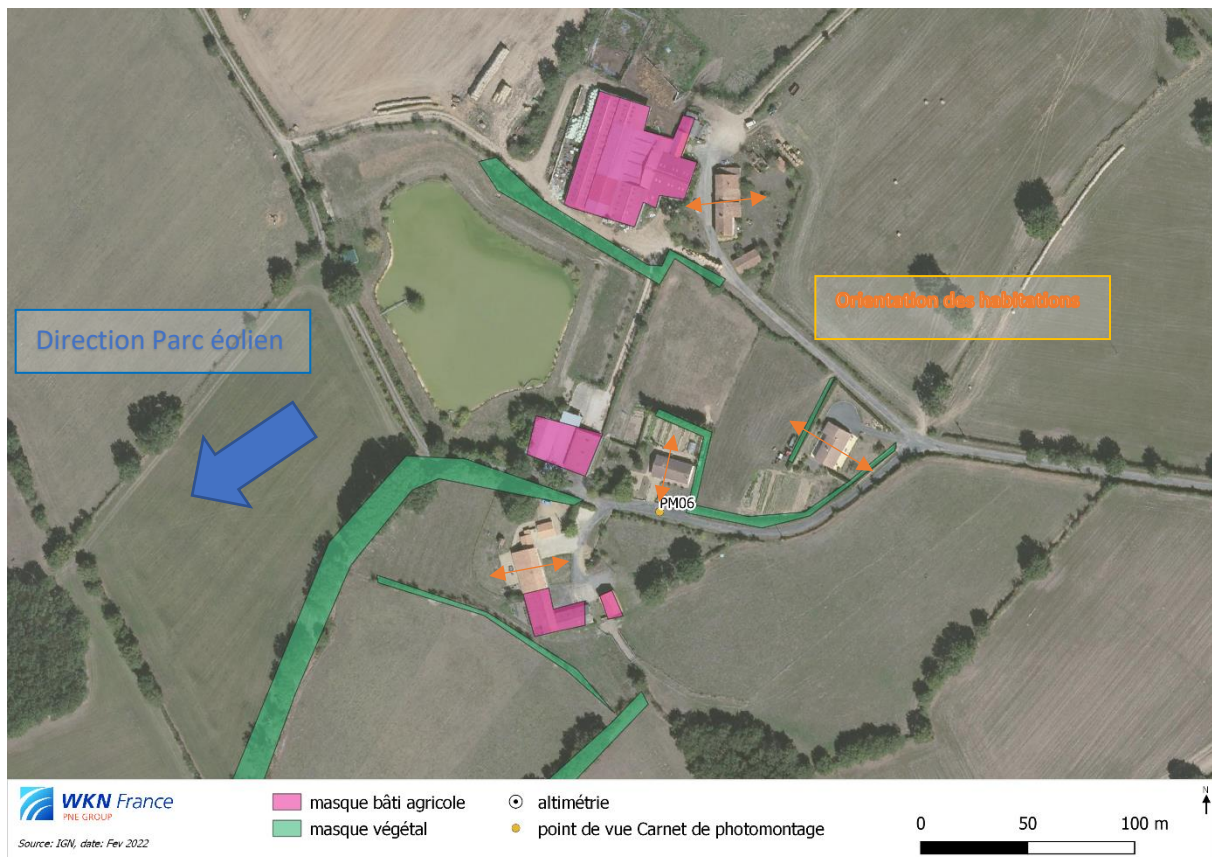 Orientation des habitations
Direction Parc éolien
PM06
WKN France
PNE GROUP
Source: IGN, date: Fev 2022
masque bâti agricole
masque végétal
altimétrie
point de vue Carnet de photomontage
0 50 100 m
N